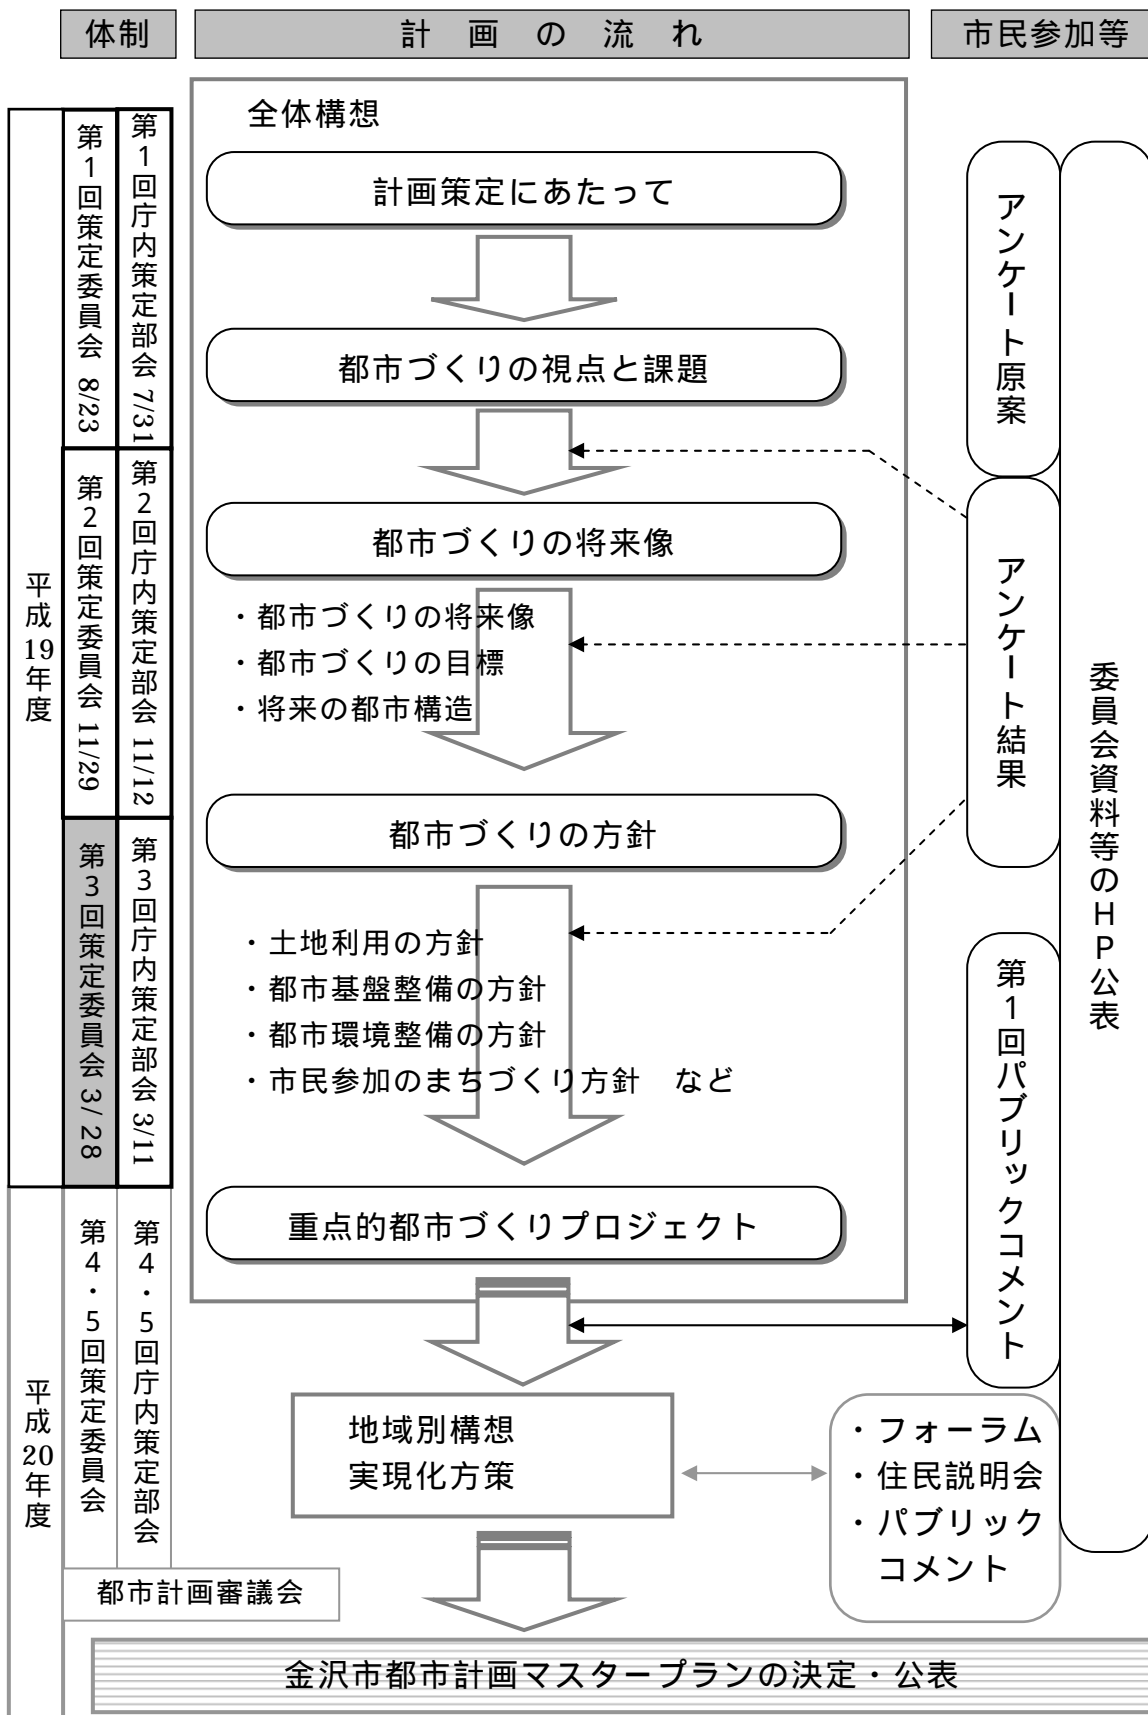 体制
計画の流れ
市民参加等
平成19年度
第1回策定委員会 8/23
第1回庁内策定部会 7/31
第2回策定委員会 11/29
第2回庁内策定部会 11/12
第3回策定委員会 3/28
第3回庁内策定部会 3/11
平成20年度
第4・5回策定委員会
第4・5回庁内策定部会
都市計画審議会
全体構想
計画策定にあたって
都市づくりの視点と課題
都市づくりの将来像
・都市づくりの将来像
・都市づくりの目標
・将来の都市構造
都市づくりの方針
・土地利用の方針
・都市基盤整備の方針
・都市環境整備の方針
・市民参加のまちづくり方針　など
重点的都市づくりプロジェクト
地域別構想
実現化方策
アンケート原案
アンケート結果
第1回パブリックコメント
委員会資料等のHP公表
・フォーラム
・住民説明会
・パブリック
コメント
金沢市都市計画マスタープランの決定・公表